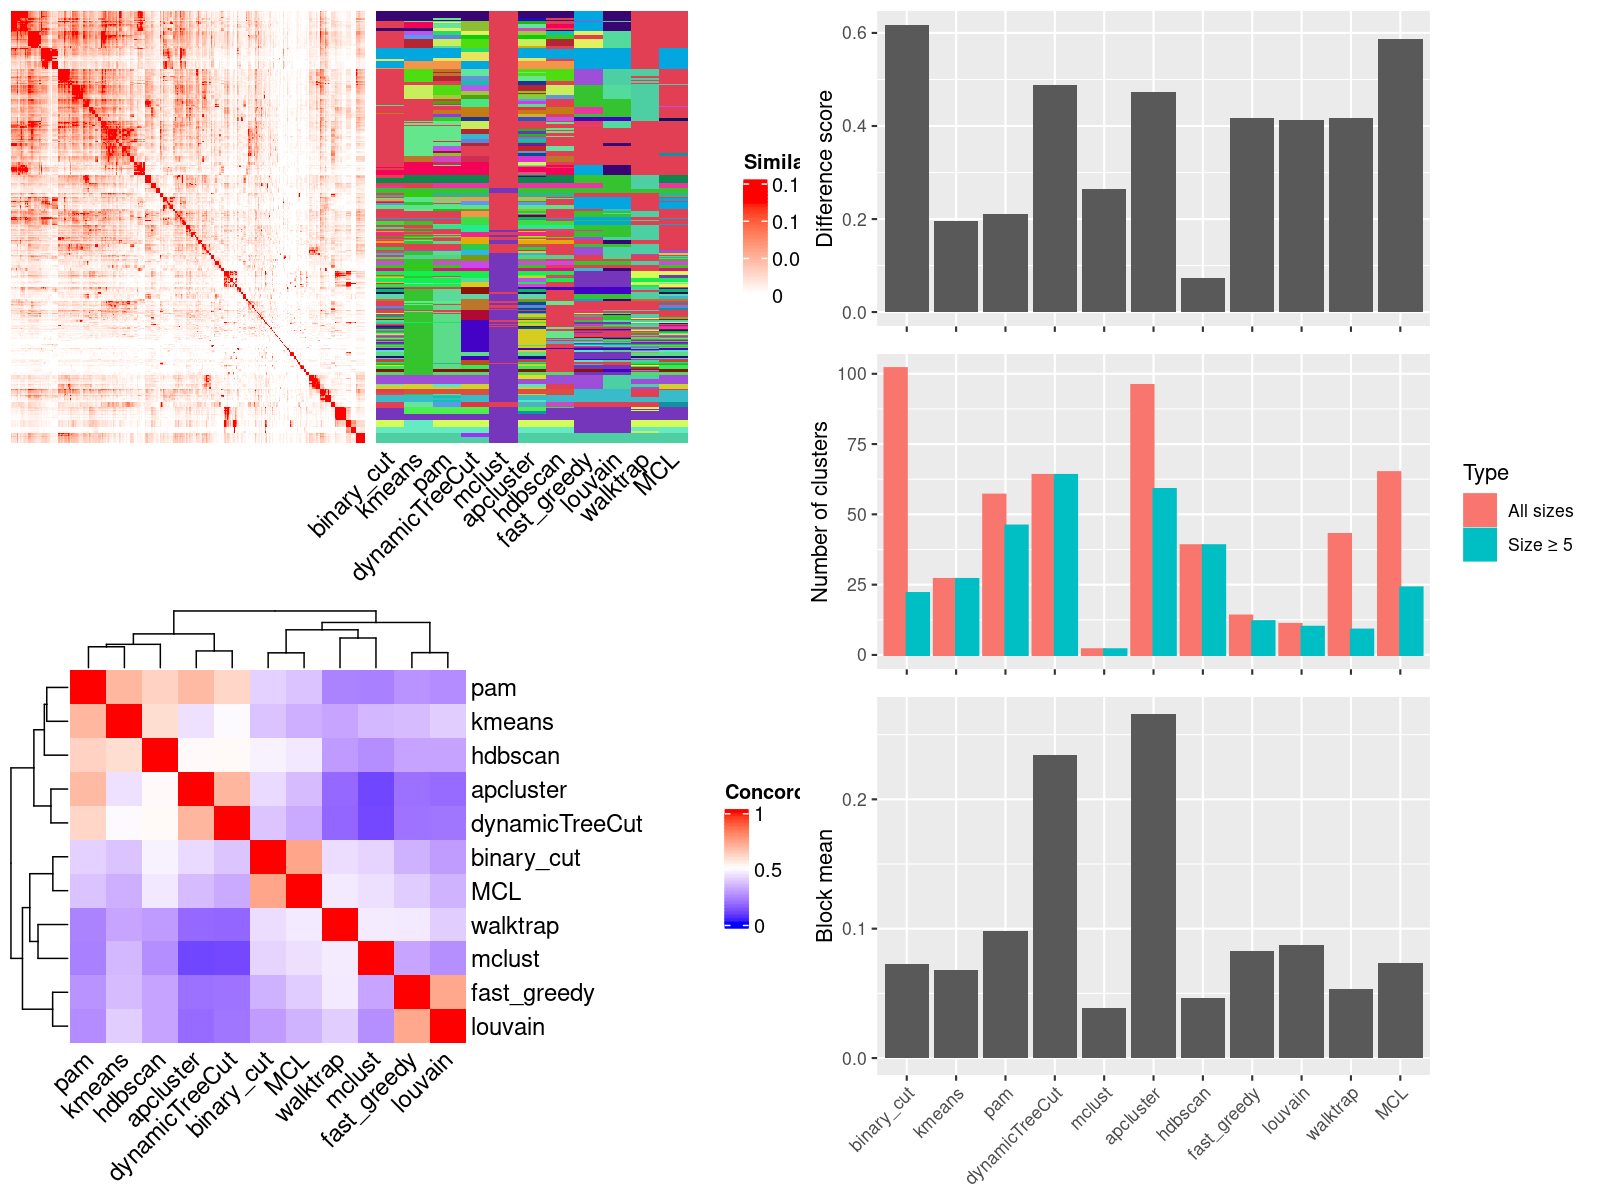 Simila
0.1
0.1
0.0
0
binary_cut
kmeans
pam
dynamicTreeCut
mclust
apcluster
hdbscan
fast_greedy
louvain
walktrap
MCL
pam
kmeans
hdbscan
apcluster
dynamicTreeCut
binary_cut
MCL
walktrap
mclust
fast_greedy
louvain
Concord
1
0.5
0
pam
kmeans
hdbscan
apcluster
dynamicTreeCut
binary_cut
MCL
walktrap
mclust
fast_greedy
louvain
Difference score
0.6
0.4
0.2
0.0
Number of clusters
100
75
50
25
0
Type
All sizes
Size ≥ 5
Block mean
0.2
0.1
0.0
binary_cut
kmeans
pam
dynamicTreeCut
mclust
apcluster
hdbscan
fast_greedy
louvain
walktrap
MCL